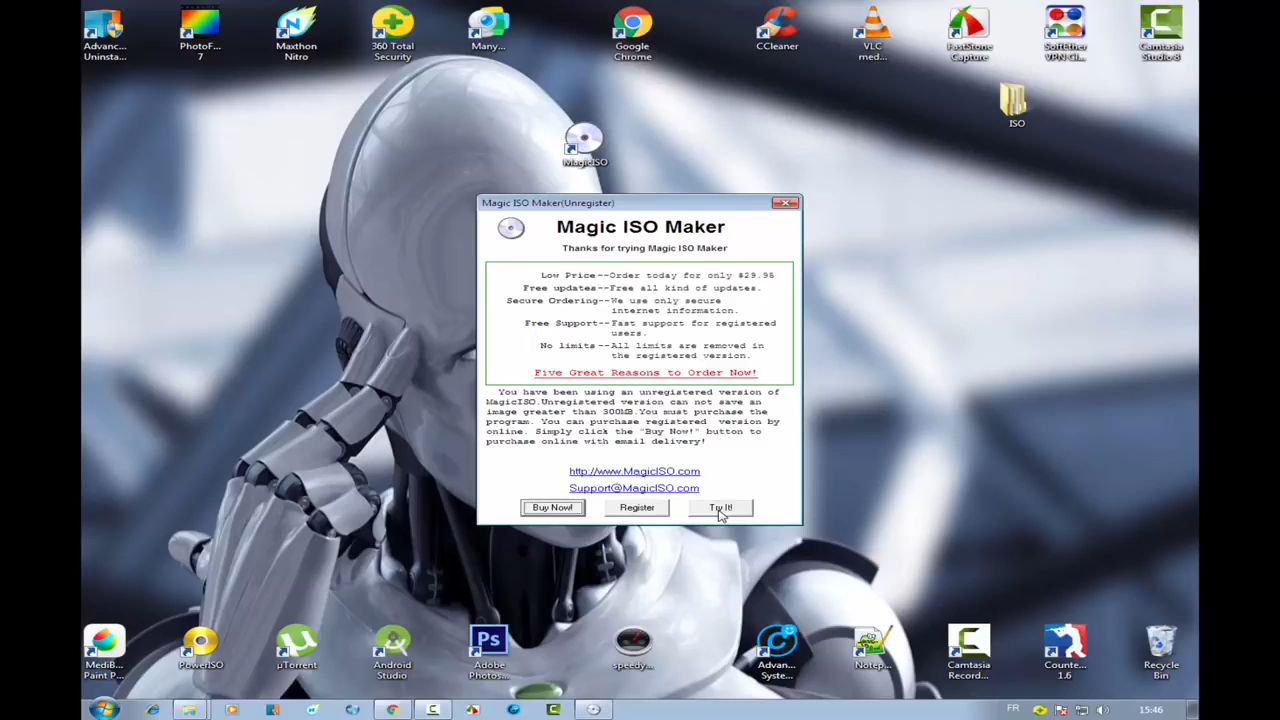 Advanc...
Uninsta...
PhotoF...
7
Maxthon
Nitro
360 Total
Security
Many...
Google
Chrome
CCleaner
VLC
med...
FastStone
Capture
SoftEther
VPN Cl...
Camtasia
Studio 8
ISO
MagicISO
Magic ISO Maker(Unregister)
Magic ISO Maker
Thanks for trying Magic ISO Maker
Low Price--Order today for only $29.95
Free updates--Free all kind of updates.
Secure Ordering--We use only secure
internet information.
Free Support--Fast support for registered
users.
No limits--All limits are removed in
the registered version.
Five Great Reasons to Order Now!
You have been using an unregistered version of
MagicISO.Unregistered version can not save an
image greater than 300MB.You must purchase the
program. You can purchase registered version by
online. Simply click the "Buy Now!" button to
purchase online with email delivery!
http://www.MagicISO.com
Support@MagicISO.com
Buy Now!
Register
Try It!
MediB...
Paint P...
PowerISO
µTorrent
Android
Studio
Ps
Adobe
Photos...
speedy...
Advan...
Syste...
Notep...
Camtasia
Record...
Counte...
1.6
Recycle
Bin
FR
15:46